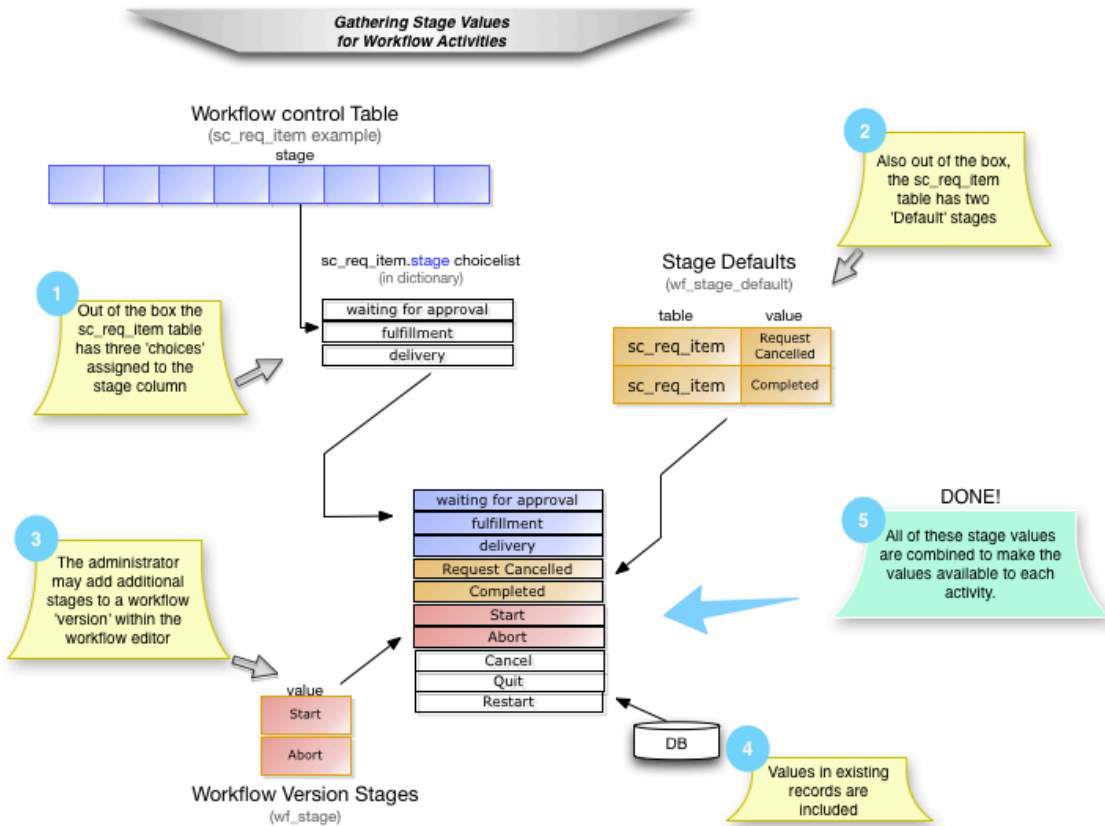 Gathering Stage Values
for Workflow Activities
Workflow control Table
(sc_req_item example)
stage
2
Also out of the box,
the sc_req_item
table has two
'Default' stages
sc_req_item.stage choicelist
(in dictionary)
waiting for approval
fulfillment
delivery
1
Out of the box the
sc_req_item table
has three 'choices'
assigned to the
stage column
Stage Defaults
(wf_stage_default)
table
value
sc_req_item
Request
Cancelled
sc_req_item
Completed
waiting for approval
fulfillment
delivery
Request Cancelled
Completed
Start
Abort
Cancel
Quit
Restart
DONE!
5
All of these stage values
are combined to make the
values available to each
activity.
3
The administrator
may add additional
stages to a workflow
'version' within the
workflow editor
value
Start
Abort
Workflow Version Stages
(wf_stage)
DB
4
Values in existing
records are
included